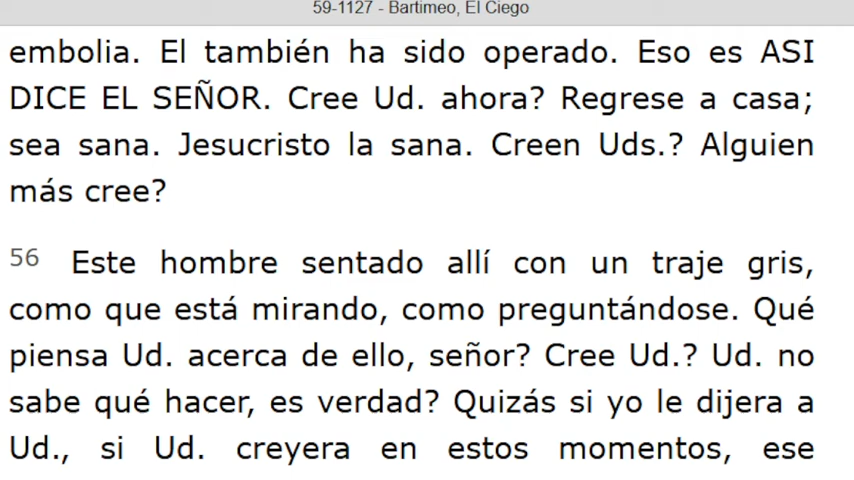 59-1127 - Bartimeo, El Ciego
embolia. El también ha sido operado. Eso es ASI
DICE EL SEÑOR. Cree Ud. ahora? Regrese a casa;
sea sana. Jesucristo la sana. Creen Uds.? Alguien
más cree?
56 Este hombre sentado allí con un traje gris,
como que está mirando, como preguntándose. Qué
piensa Ud. acerca de ello, señor? Cree Ud.? Ud. no
sabe qué hacer, es verdad? Quizás si yo le dijera a
Ud., si Ud. creyera en estos momentos, ese